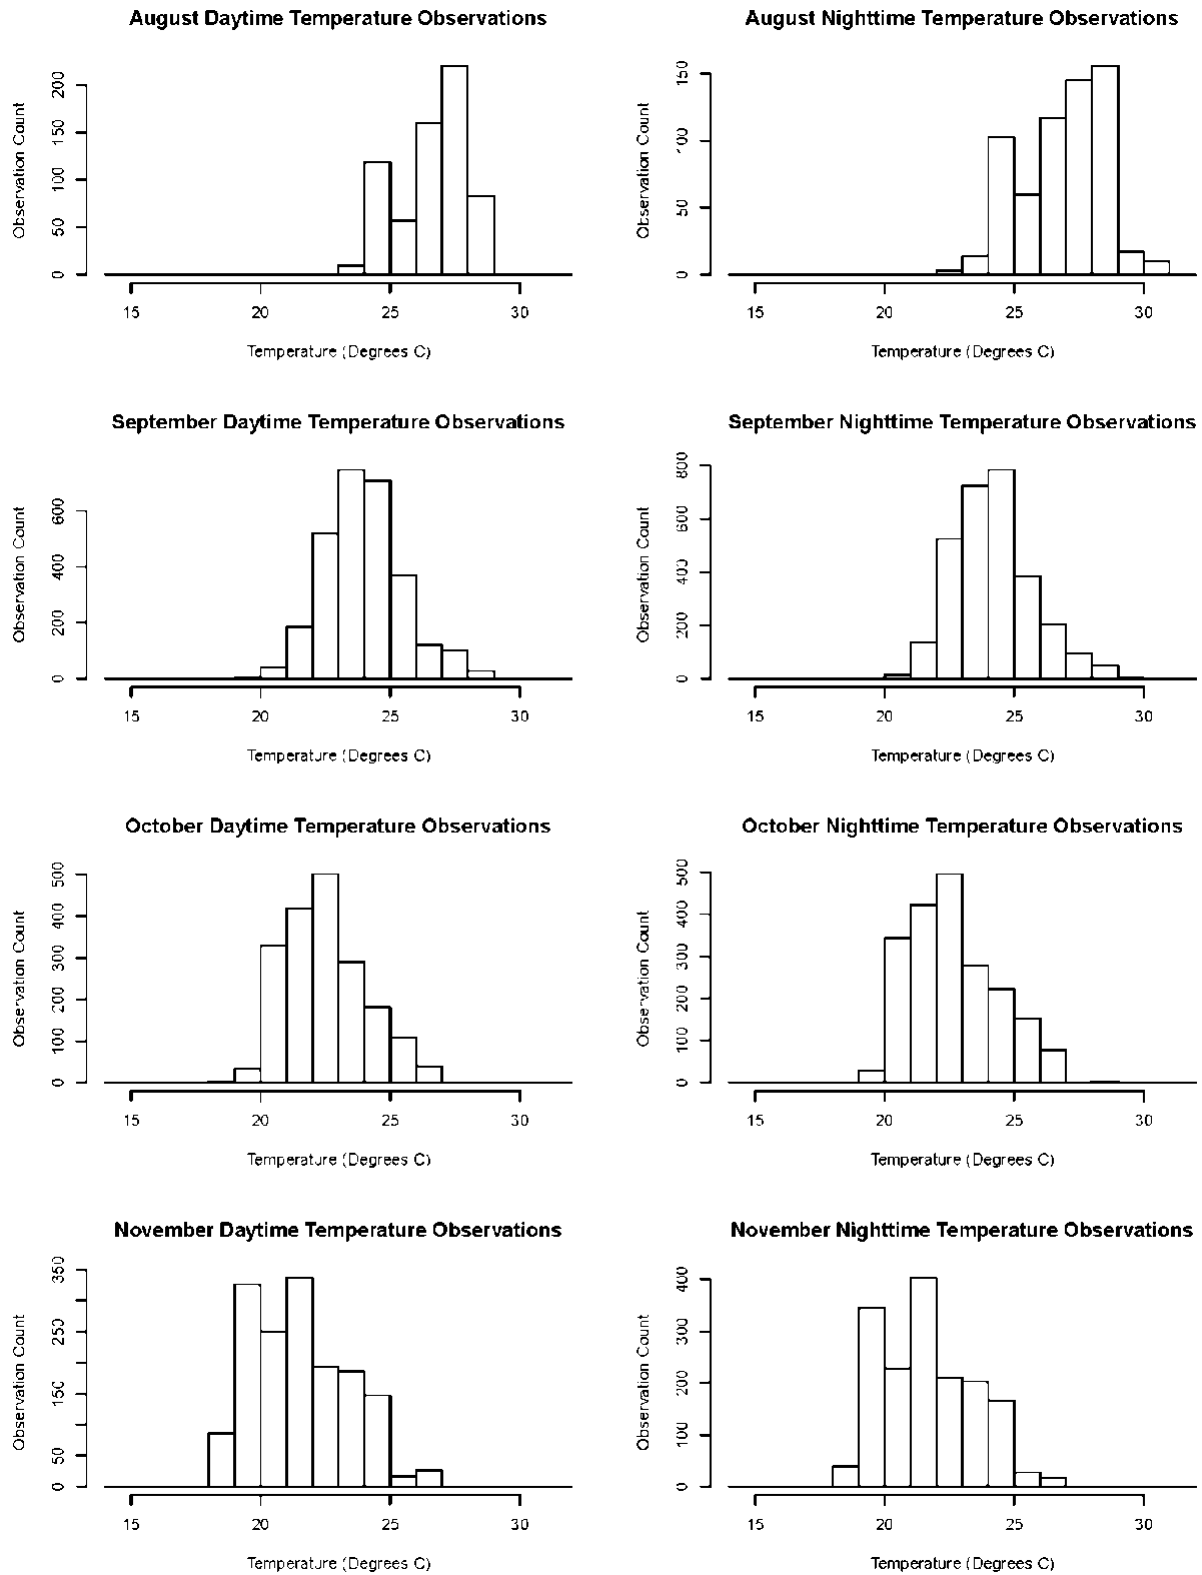 August Daytime Temperature Observations
Observation Count
0 50 100 150 200
15 20 25 30
Temperature (Degrees C)
August Nighttime Temperature Observations
Observation Count
0 50 100 150
15 20 25 30
Temperature (Degrees C)
September Daytime Temperature Observations
Observation Count
0 200 400 600
15 20 25 30
Temperature (Degrees C)
September Nighttime Temperature Observations
Observation Count
0 200 400 600 800
15 20 25 30
Temperature (Degrees C)
October Daytime Temperature Observations
Observation Count
0 100 200 300 400 500
15 20 25 30
Temperature (Degrees C)
October Nighttime Temperature Observations
Observation Count
0 100 200 300 400 500
15 20 25 30
Temperature (Degrees C)
November Daytime Temperature Observations
Observation Count
0 50 150 250 350
15 20 25 30
Temperature (Degrees C)
November Nighttime Temperature Observations
Observation Count
0 100 200 300 400
15 20 25 30
Temperature (Degrees C)